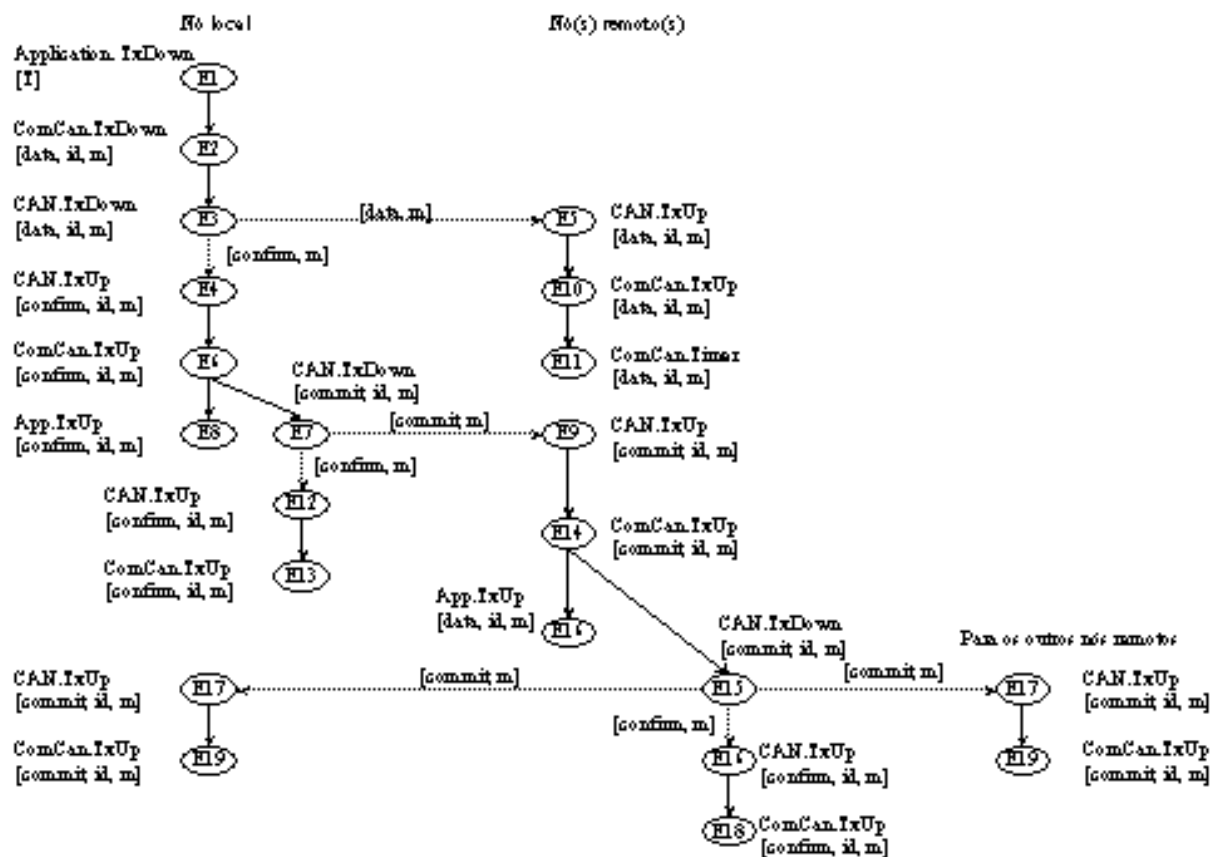 Nó local
Nó(s) remoto(s)
Application.TxDown
[T]
E1
ComCan.TxDown
[data, id, m]
E2
CAN.TxDown
[data, id, m]
E3
[data, m]
E5
CAN.TxUp
[data, id, m]
[confirm, m]
CAN.TxUp
[confirm, id, m]
E4
E10
ComCan.TxUp
[data, id, m]
ComCan.TxUp
[confirm, id, m]
E6
CAN.TxDown
[commit, id, m]
E11
ComCan.Timer
[data, id, m]
App.TxUp
[confirm, id, m]
E8
E7
[commit, m]
E9
CAN.TxUp
[commit, id, m]
[confirm, m]
CAN.TxUp
[confirm, id, m]
E12
E14
ComCan.TxUp
[commit, id, m]
ComCan.TxUp
[confirm, id, m]
E13
App.TxUp
[data, id, m]
E16
CAN.TxDown
[commit, id, m]
Para os outros nós remotos
CAN.TxUp
[commit, id, m]
E17
[commit, m]
E15
[commit, m]
E17
CAN.TxUp
[commit, id, m]
[confirm, m]
ComCan.TxUp
[commit, id, m]
E19
E16
CAN.TxUp
[confirm, id, m]
E19
ComCan.TxUp
[commit, id, m]
E18
ComCan.TxUp
[confirm, id, m]